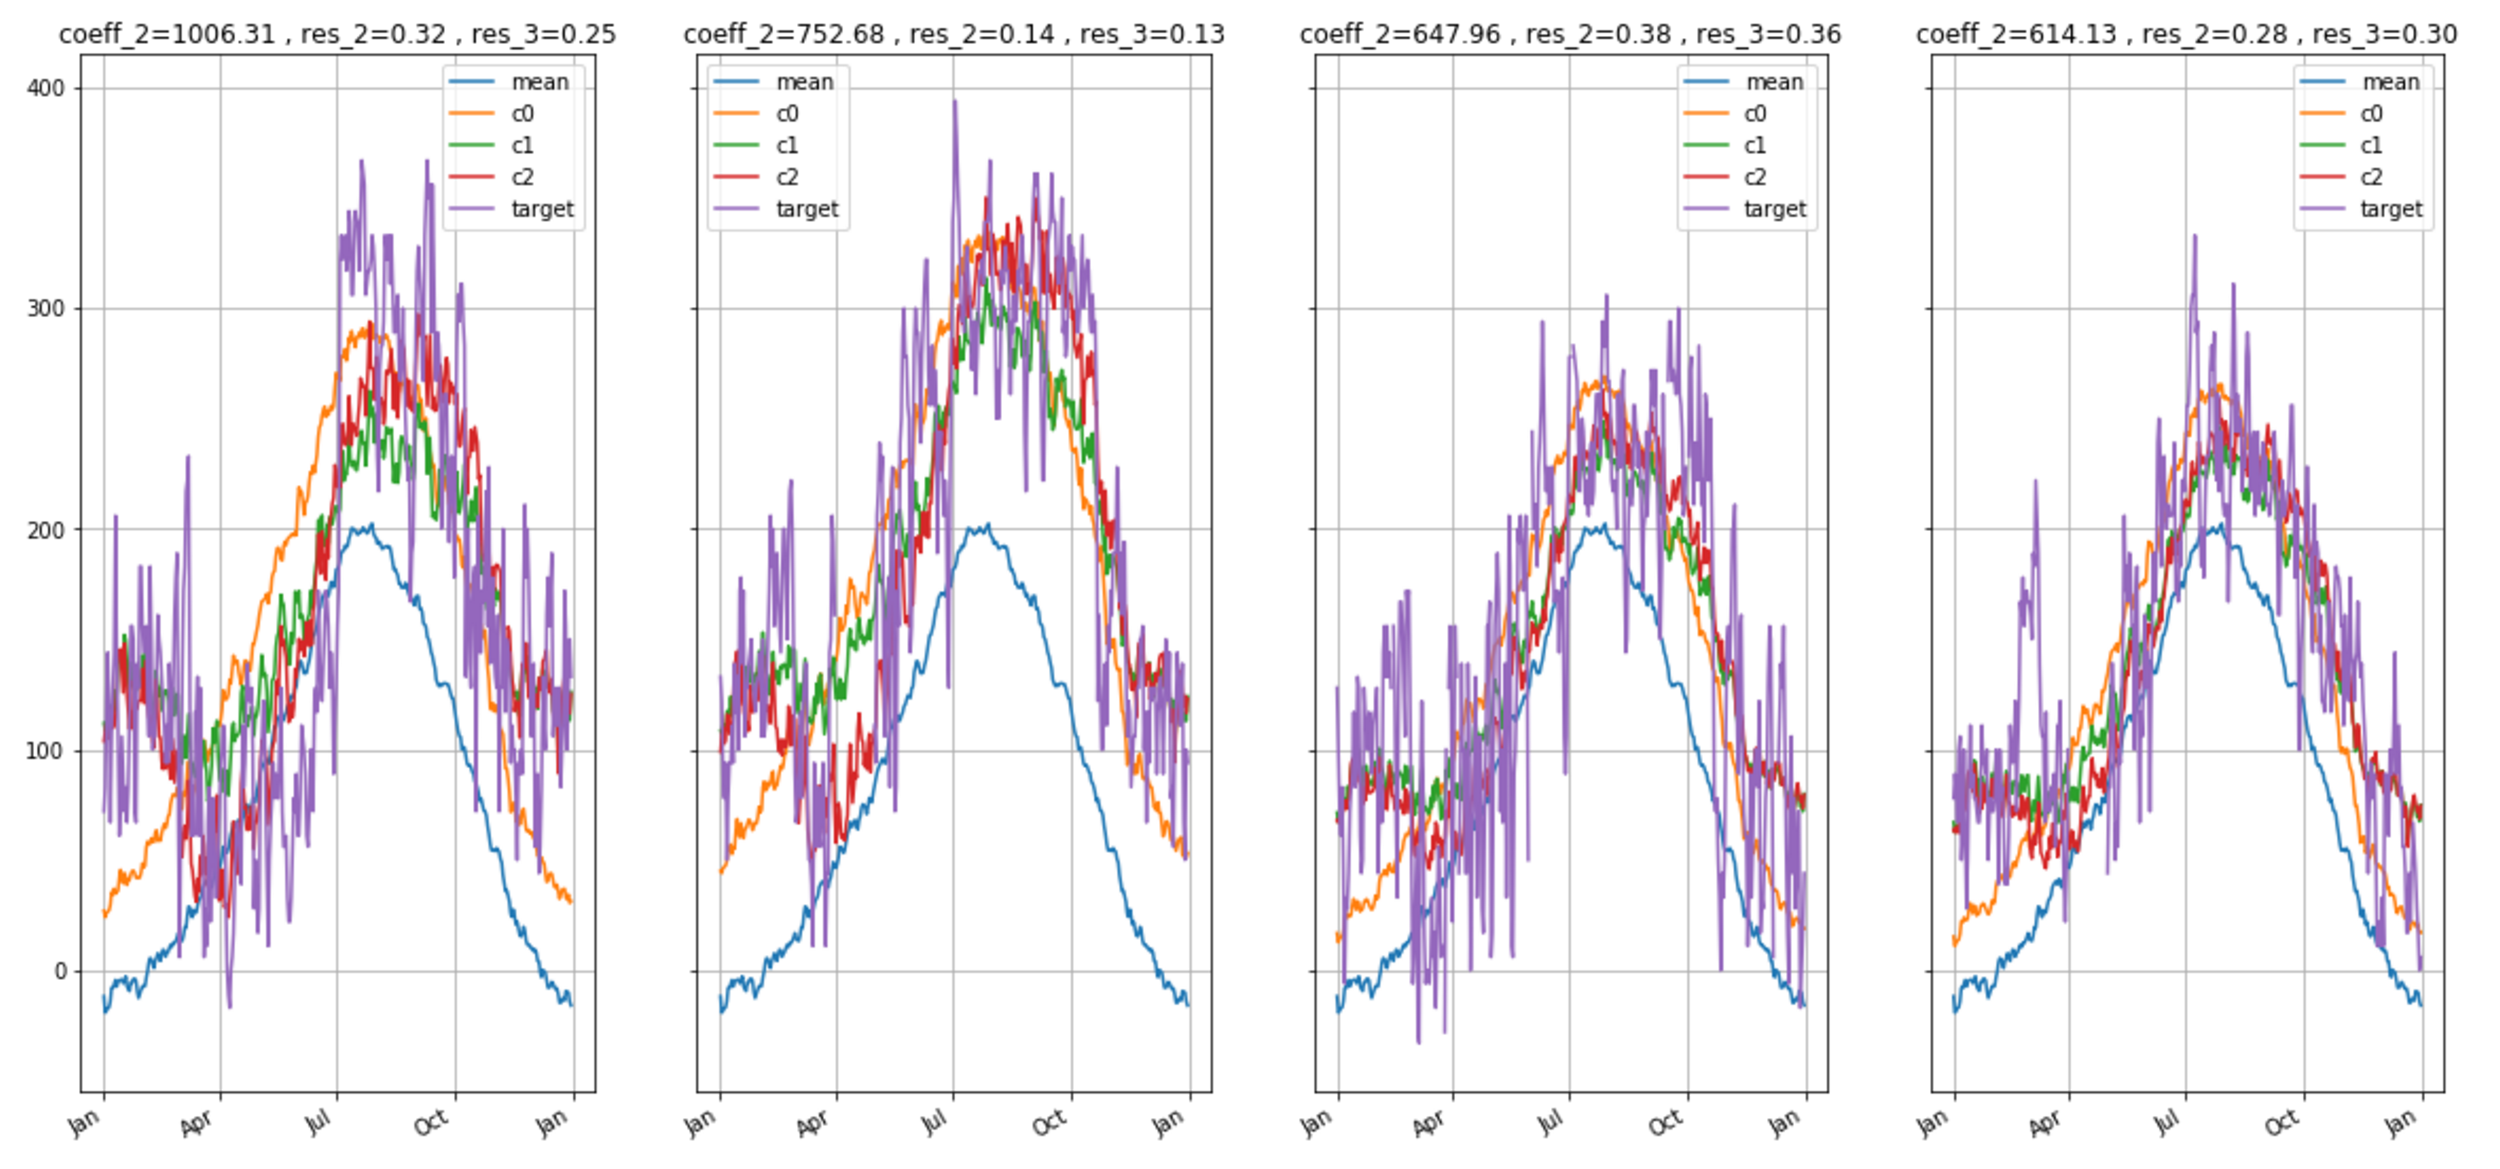 coeff_2=1006.31 , res_2=0.32 , res_3=0.25
coeff_2=752.68 , res_2=0.14 , res_3=0.13
coeff_2=647.96 , res_2=0.38 , res_3=0.36
coeff_2=614.13 , res_2=0.28 , res_3=0.30
mean
c0
c1
c2
target
mean
c0
c1
c2
target
mean
c0
c1
c2
target
mean
c0
c1
c2
target
400
300
200
100
0
Jan
Apr
Jul
Oct
Jan
Jan
Apr
Jul
Oct
Jan
Jan
Apr
Jul
Oct
Jan
Jan
Apr
Jul
Oct
Jan